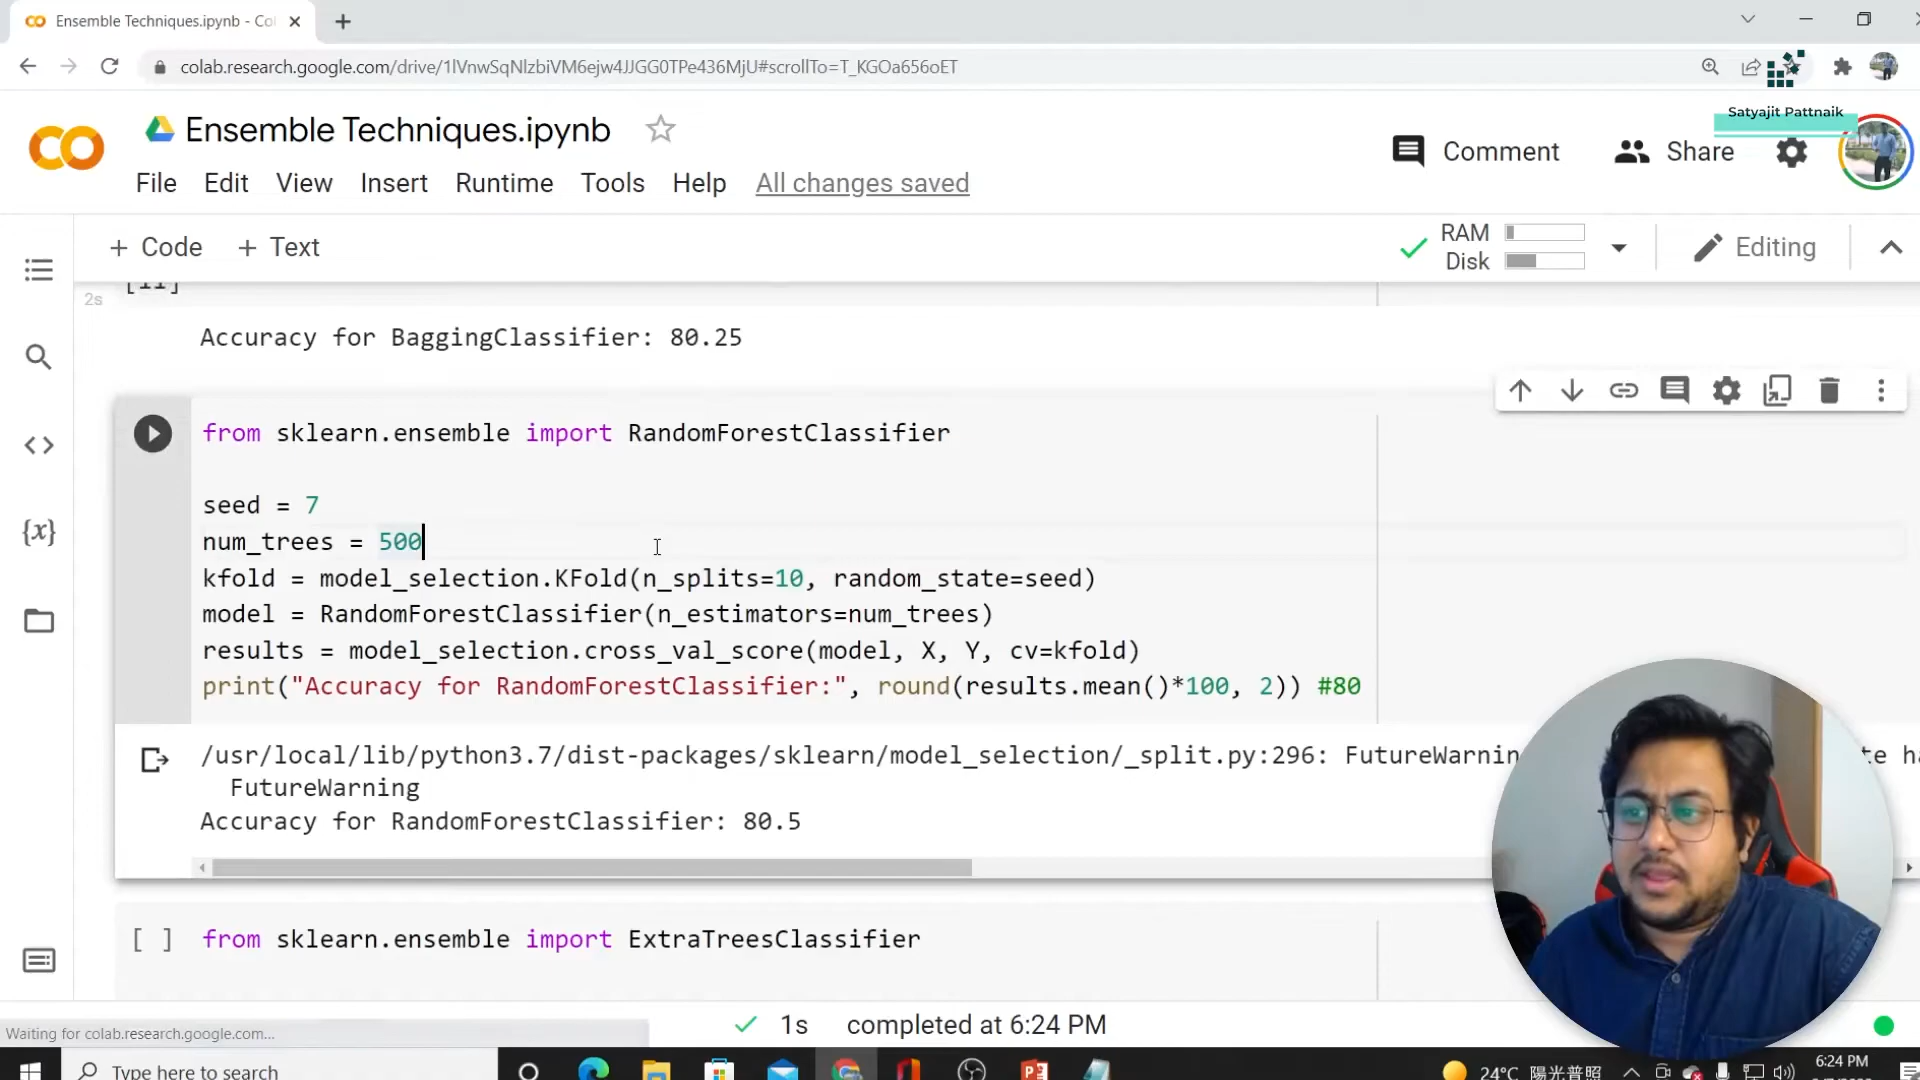 Ensemble Techniques.ipynb - Co
colab.research.google.com/drive/1lVnwSqNlzbiVM6ejw4JJGG0TPe436MjU#scrollTo=T_KGOa656oET
Satyajit Pattnaik
Ensemble Techniques.ipynb
Comment
Share
File Edit View Insert Runtime Tools Help All changes saved
+ Code + Text
RAM
Disk
Editing
[11]
2s
Accuracy for BaggingClassifier: 80.25
from sklearn.ensemble import RandomForestClassifier
seed = 7
num_trees = 500
kfold = model_selection.KFold(n_splits=10, random_state=seed)
model = RandomForestClassifier(n_estimators=num_trees)
results = model_selection.cross_val_score(model, X, Y, cv=kfold)
print("Accuracy for RandomForestClassifier:", round(results.mean()*100, 2)) #80
/usr/local/lib/python3.7/dist-packages/sklearn/model_selection/_split.py:296: FutureWarnin
FutureWarning
Accuracy for RandomForestClassifier: 80.5
[ ] from sklearn.ensemble import ExtraTreesClassifier
Waiting for colab.research.google.com...
1s completed at 6:24 PM
Type here to search
24°C 陽光普照
6:24 PM